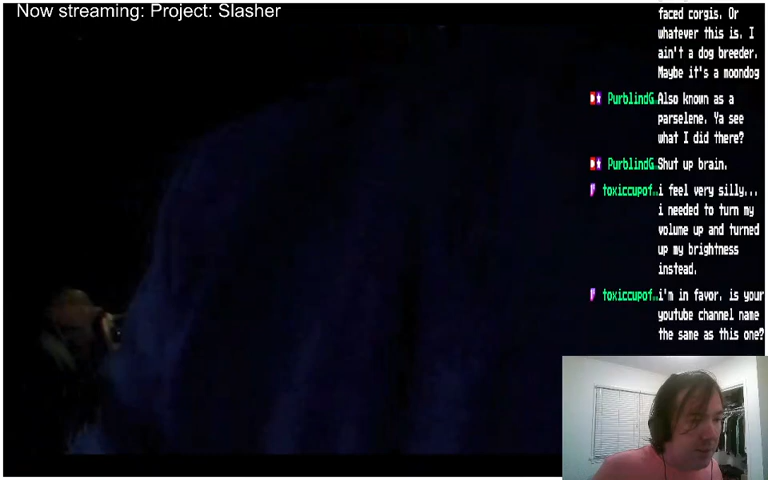 Now streaming: Project: Slasher
faced corgis. Or
whatever this is. I
ain't a dog breeder.
Maybe it's a moondog
PurblindG…Also known as a
parselene. Ya see
what I did there?
PurblindG…Shut up brain.
toxiccupof…i feel very silly...
i needed to turn my
volume up and turned
up my brightness
instead.
toxiccupof…i'm in favor. is your
youtube channel name
the same as this one?